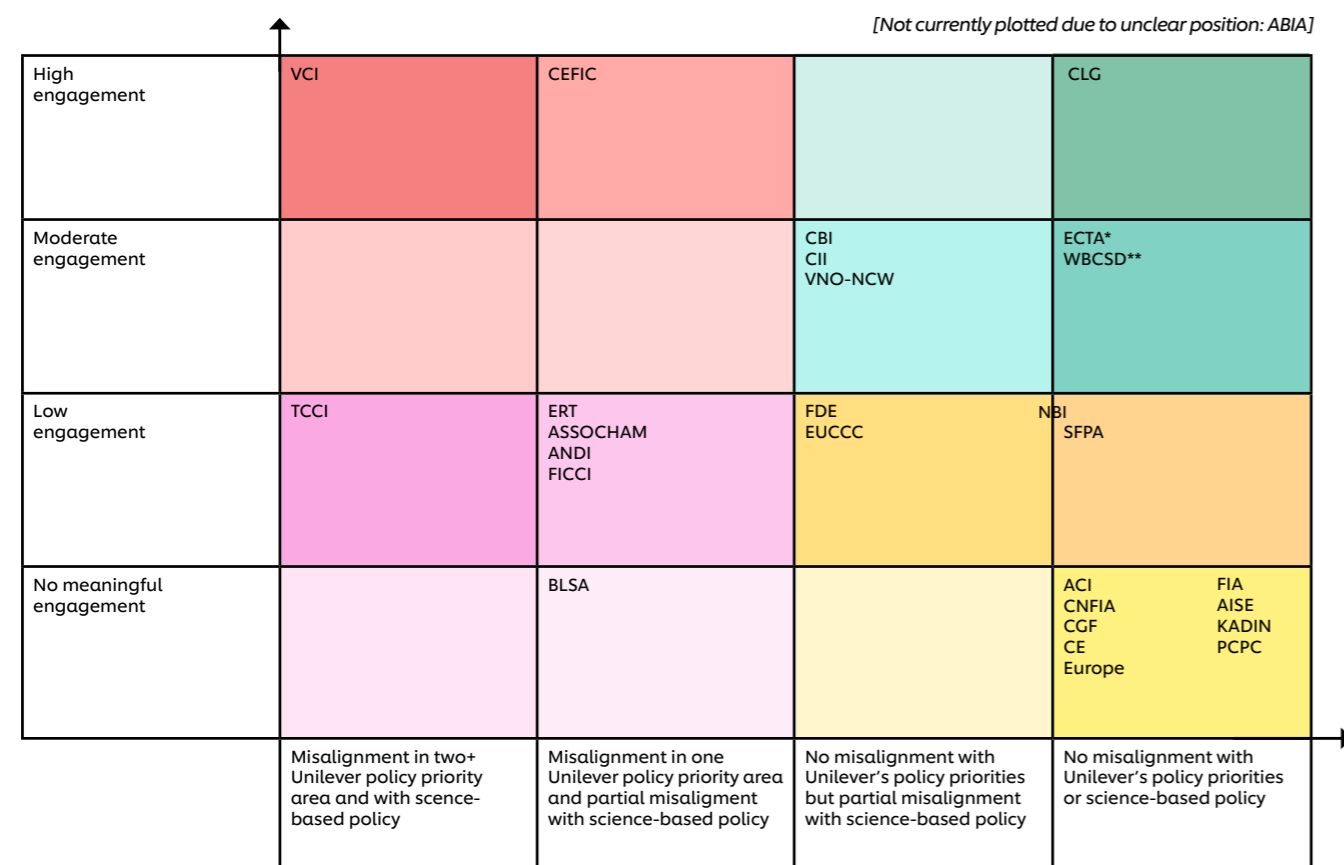 [Not currently plotted due to unclear position: ABIA]
High
engagement
VCI
CEFIC
CLG
Moderate
engagement
CBI
CII
VNO-NCW
ECTA*
WBCSD**
Low
engagement
TCCI
ERT
ASSOCHAM
ANDI
FICCI
FDE
EUCCC
NBI
SFPA
No meaningful
engagement
BLSA
ACI
CNFIA
CGF
CE
Europe
FIA
AISE
KADIN
PCPC
Misalignment in two+
Unilever policy priority
area and with scence-
based policy
Misalignment in one
Unilever policy priority area
and partial misaligment
with science-based policy
No misalignment with
Unilever’s policy priorities
but partial misalignment
with science-based policy
No misalignment with
Unilever’s policy priorities
or science-based policy